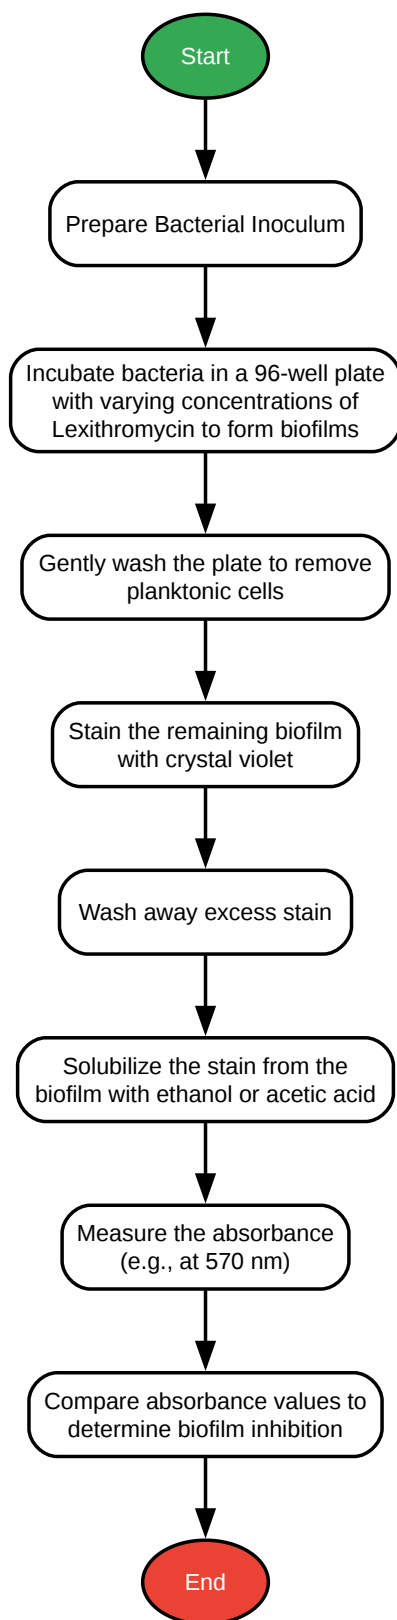 Start
Prepare Bacterial Inoculum
Incubate bacteria in a 96-well plate
with varying concentrations of
Lexithromycin to form biofilms
Gently wash the plate to remove
planktonic cells
Stain the remaining biofilm
with crystal violet
Wash away excess stain
Solubilize the stain from the
biofilm with ethanol or acetic acid
Measure the absorbance
(e.g., at 570 nm)
Compare absorbance values to
determine biofilm inhibition
End